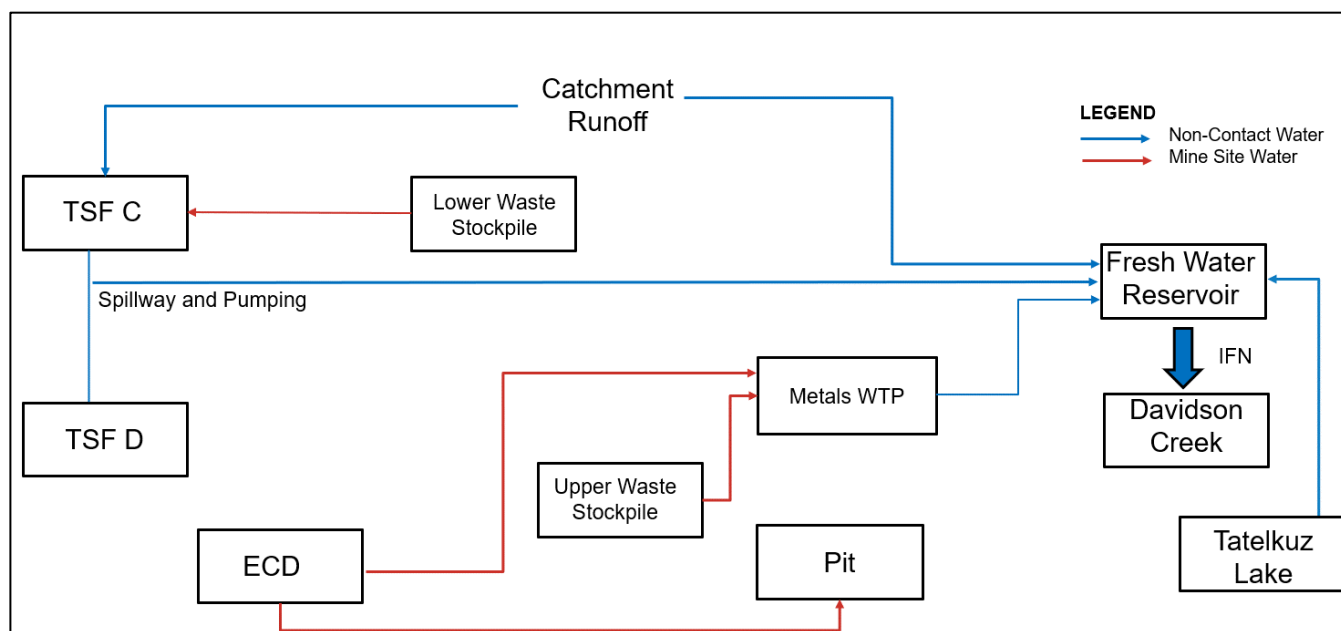 Catchment
Runoff
LEGEND
Non-Contact Water
Mine Site Water
TSF C
Lower Waste
Stockpile
Fresh Water
Reservoir
Spillway and Pumping
IFN
Metals WTP
Davidson
Creek
TSF D
Upper Waste
Stockpile
ECD
Pit
Tatelkuz
Lake